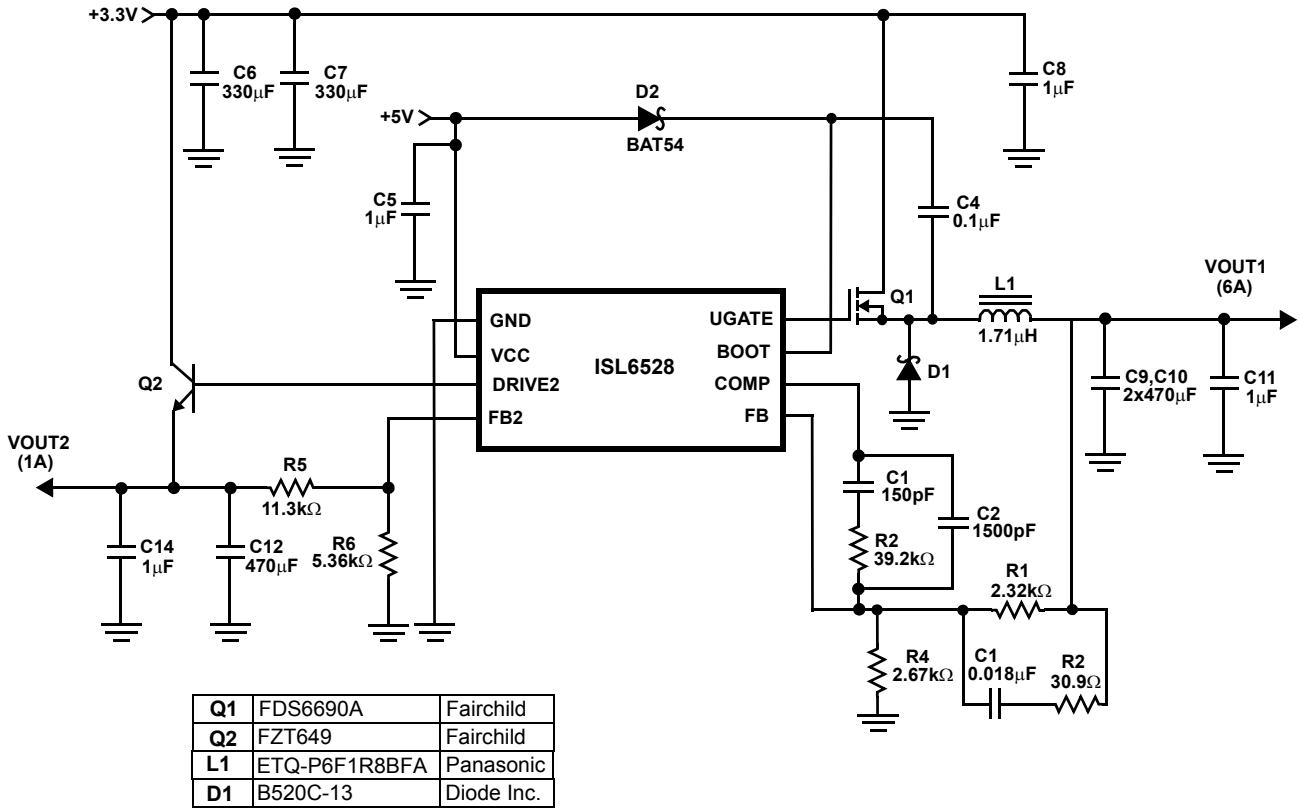 +3.3V
C6
330μF
C7
330μF
C8
1μF
D2
+5V
BAT54
C5
1μF
C4
0.1μF
VOUT1
(6A)
L1
Q1
1.71μH
GND
UGATE
VCC
BOOT
ISL6528
DRIVE2
COMP
D1
FB2
FB
Q2
C9,C10
2x470μF
C11
1μF
VOUT2
(1A)
R5
11.3kΩ
C1
150pF
C2
1500pF
R2
39.2kΩ
C14
1μF
C12
470μF
R6
5.36kΩ
R1
2.32kΩ
R4
2.67kΩ
C1
0.018μF
R2
30.9Ω
Q1 FDS6690A Fairchild
Q2 FZT649 Fairchild
L1 ETQ-P6F1R8BFA Panasonic
D1 B520C-13 Diode Inc.